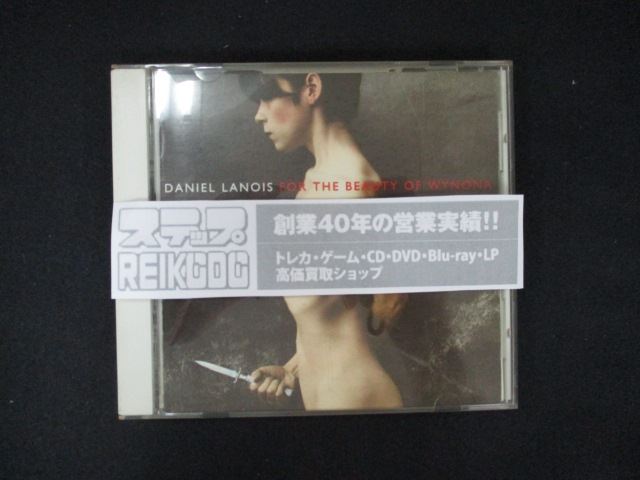 DANIEL LANOIS FOR THE BEAUTY OF WYNONA
ステップ
REIKODO
創業40年の営業実績!!
トレカ・ゲーム・CD・DVD・Blu-ray・LP
高価買取ショップ